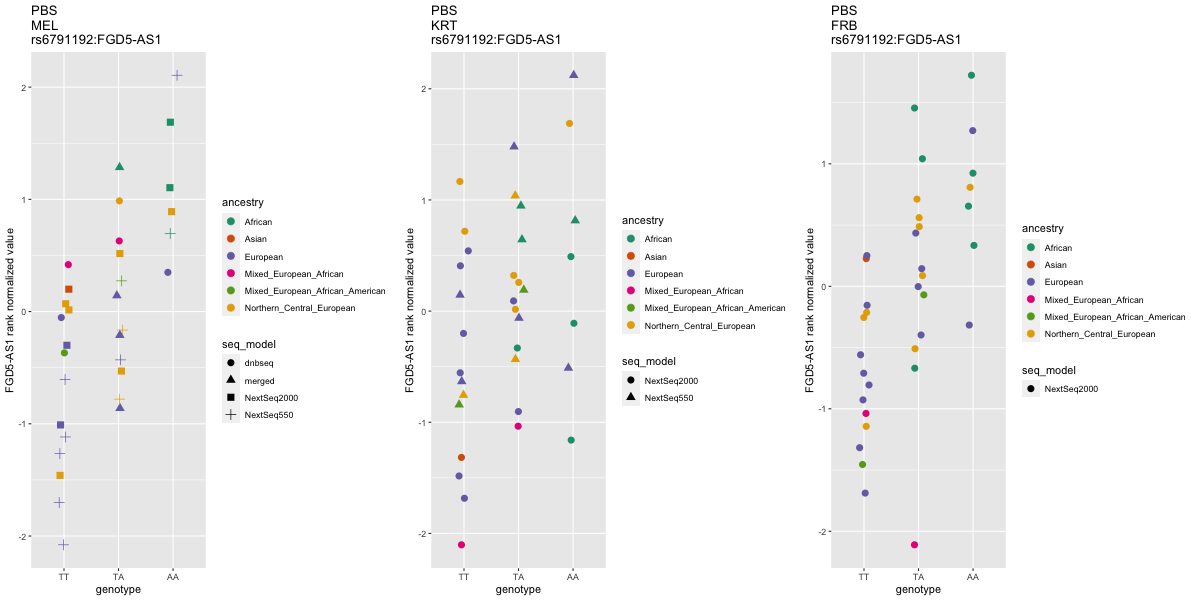 PBS
MEL
rs6791192:FGD5-AS1
FGD5-AS1 rank normalized value
2
1
0
-1
-2
TT
TA
AA
genotype
ancestry
African
Asian
European
Mixed_European_African
Mixed_European_African_American
Northern_Central_European
seq_model
dnbseq
merged
NextSeq2000
NextSeq550
PBS
KRT
rs6791192:FGD5-AS1
FGD5-AS1 rank normalized value
2
1
0
-1
-2
TT
TA
AA
genotype
ancestry
African
Asian
European
Mixed_European_African
Mixed_European_African_American
Northern_Central_European
seq_model
NextSeq2000
NextSeq550
PBS
FRB
rs6791192:FGD5-AS1
FGD5-AS1 rank normalized value
1
0
-1
-2
TT
TA
AA
genotype
ancestry
African
Asian
European
Mixed_European_African
Mixed_European_African_American
Northern_Central_European
seq_model
NextSeq2000